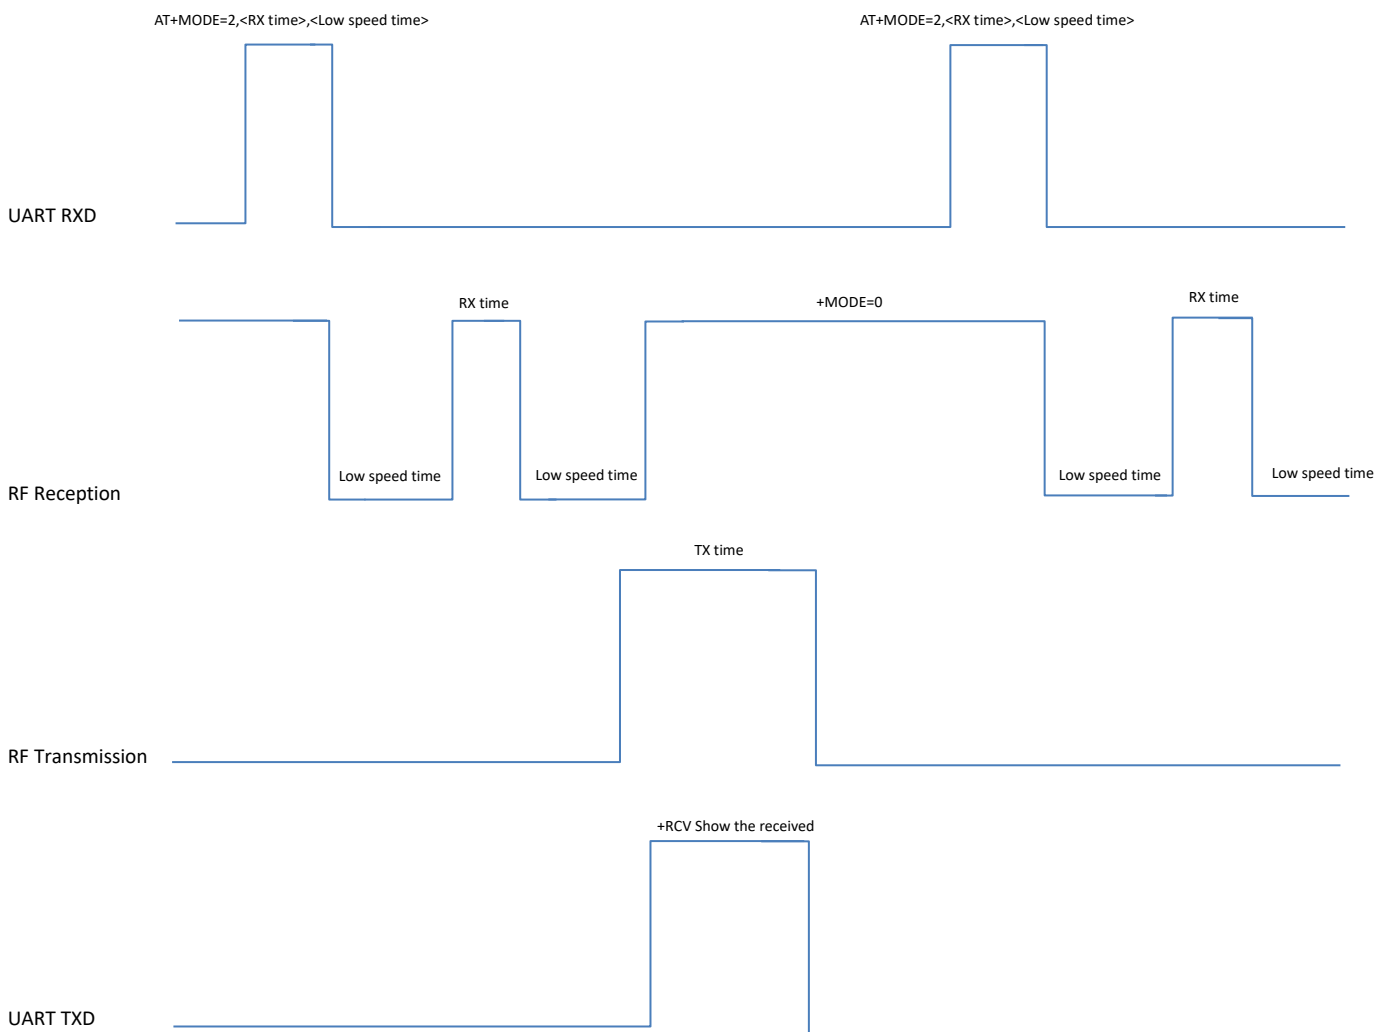 AT+MODE=2,<RX time>,<Low speed time>
AT+MODE=2,<RX time>,<Low speed time>
UART RXD
RX time
+MODE=0
RX time
Low speed time
Low speed time
Low speed time
Low speed time
RF Reception
TX time
RF Transmission
+RCV Show the received
UART TXD